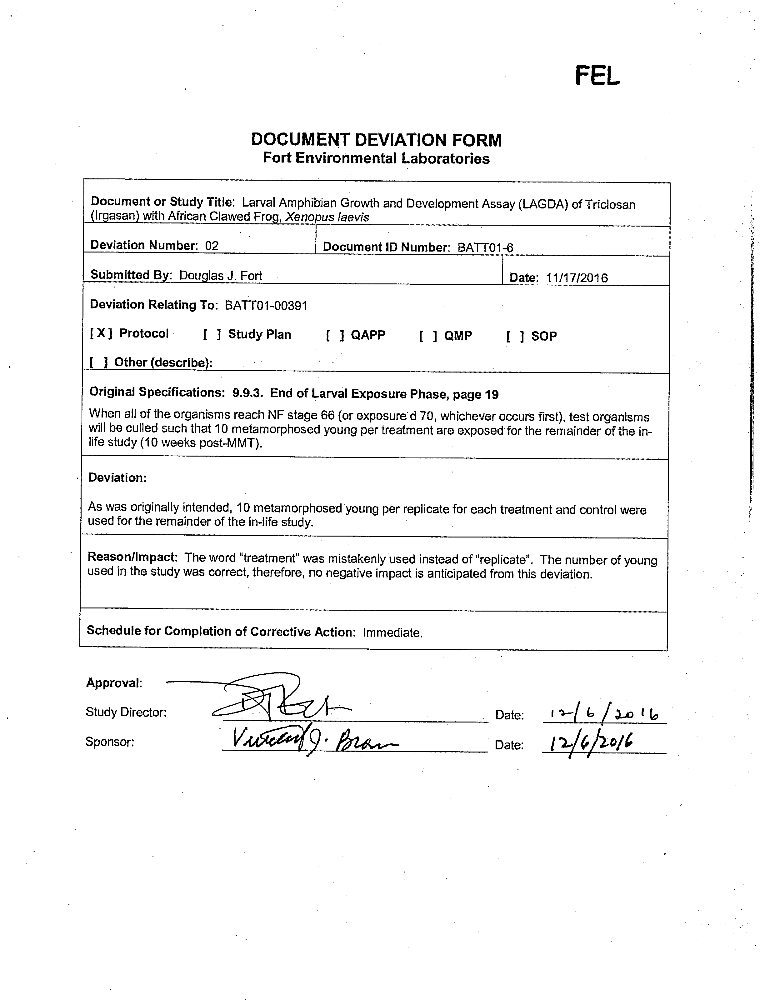 FEL
DOCUMENT DEVIATION FORM
Fort Environmental Laboratories
Document or Study Title: Larval Amphibian Growth and Development Assay (LAGDA) of Triclosan
(Irgasan) with African Clawed Frog, Xenopus laevis
Deviation Number: 02 Document ID Number: BATT01-6
Submitted By: Douglas J. Fort Date: 11/17/2016
Deviation Relating To: BATT01-00391
[X] Protocol [ ] Study Plan [ ] QAPP [ ] QMP [ ] SOP
[ ] Other (describe):
Original Specifications: 9.9.3. End of Larval Exposure Phase, page 19
When all of the organisms reach NF stage 66 (or exposure d 70, whichever occurs first), test organisms
will be culled such that 10 metamorphosed young per treatment are exposed for the remainder of the in-
life study (10 weeks post-MMT).
Deviation:
As was originally intended, 10 metamorphosed young per replicate for each treatment and control were
used for the remainder of the in-life study.
Reason/Impact: The word "treatment" was mistakenly used instead of "replicate". The number of young
used in the study was correct, therefore, no negative impact is anticipated from this deviation.
Schedule for Completion of Corrective Action: Immediate.
Approval:
Study Director: Date: 12/6/2016
Sponsor: J. Date: 12/6/2016